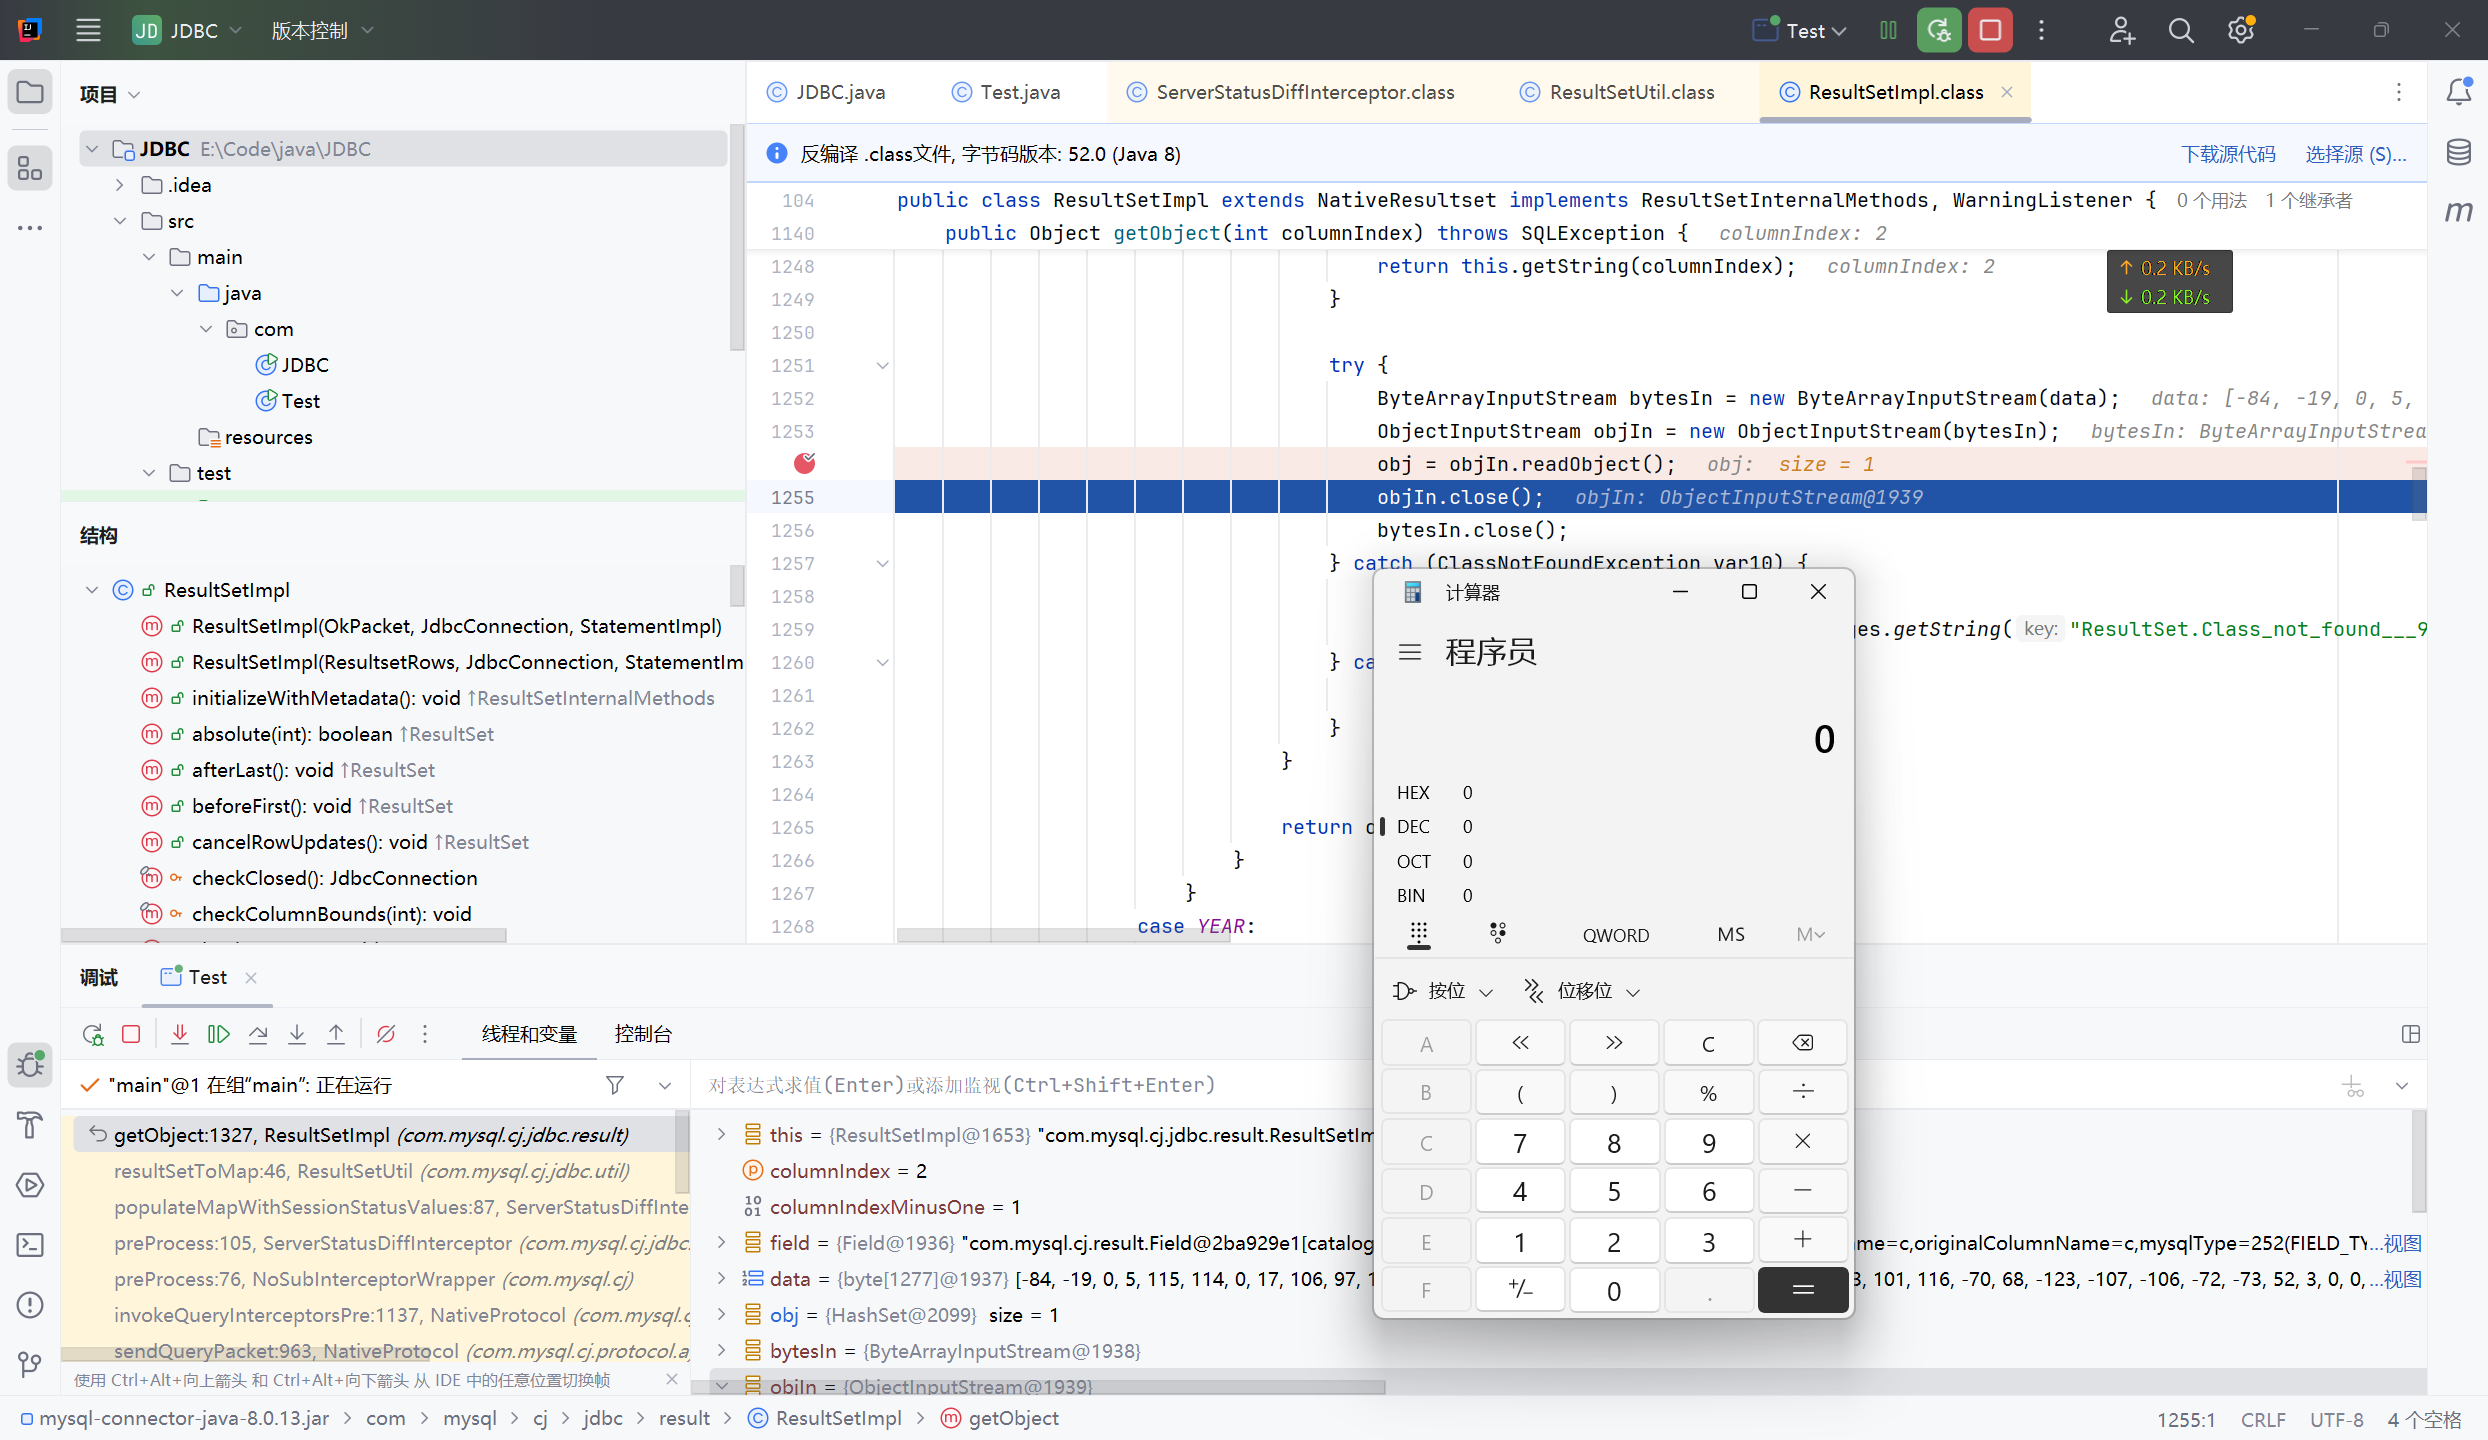 JD JDBC 版本控制 Test
项目
JDBC E:\Code\java\JDBC
.idea
src
main
java
com
JDBC
Test
resources
test
结构
ResultSetImpl
ResultSetImpl(OkPacket, JdbcConnection, StatementImpl)
ResultSetImpl(ResultsetRows, JdbcConnection, StatementIm
initializeWithMetadata(): void ↑ResultSetInternalMethods
absolute(int): boolean ↑ResultSet
afterLast(): void ↑ResultSet
beforeFirst(): void ↑ResultSet
cancelRowUpdates(): void ↑ResultSet
checkClosed(): JdbcConnection
checkColumnBounds(int): void
JDBC.java Test.java ServerStatusDiffInterceptor.class ResultSetUtil.class ResultSetImpl.class
反编译 .class文件, 字节码版本: 52.0 (Java 8) 下载源代码 选择源 (S)...
104 public class ResultSetImpl extends NativeResultset implements ResultSetInternalMethods, WarningListener { 0 个用法 1 个继承者
1140 public Object getObject(int columnIndex) throws SQLException { columnIndex: 2
1248 return this.getString(columnIndex); columnIndex: 2
1249 }
1250
1251 try {
1252 ByteArrayInputStream bytesIn = new ByteArrayInputStream(data); data: [-84, -19, 0, 5,
1253 ObjectInputStream objIn = new ObjectInputStream(bytesIn); bytesIn: ByteArrayInputStrea
obj = objIn.readObject(); obj: size = 1
1255 objIn.close(); objIn: ObjectInputStream@1939
1256 bytesIn.close();
1257 } catch (ClassNotFoundException var10) {
1258
1259 es.getString( key: "ResultSet.Class_not_found___9
1260 } ca
1261
1262 }
1263 }
1264
1265 return o
1266 }
1267 }
1268 case YEAR:
↑ 0.2 KB/s
↓ 0.2 KB/s
计算器
程序员
0
HEX 0
DEC 0
OCT 0
BIN 0
QWORD MS M
按位 位移位
A « » C
B ( ) % ÷
C 7 8 9 ×
D 4 5 6 −
E 1 2 3 +
F +/− 0 . =
调试 Test
线程和变量 控制台
"main"@1 在组“main”: 正在运行
getObject:1327, ResultSetImpl (com.mysql.cj.jdbc.result)
resultSetToMap:46, ResultSetUtil (com.mysql.cj.jdbc.util)
populateMapWithSessionStatusValues:87, ServerStatusDiffInte
preProcess:105, ServerStatusDiffInterceptor (com.mysql.cj.jdbc.
preProcess:76, NoSubInterceptorWrapper (com.mysql.cj)
invokeQueryInterceptorsPre:1137, NativeProtocol (com.mysql.c
sendQueryPacket:963, NativeProtocol (com.mysql.cj.protocol.a
使用 Ctrl+Alt+向上箭头 和 Ctrl+Alt+向下箭头 从 IDE 中的任意位置切换帧
对表达式求值(Enter)或添加监视(Ctrl+Shift+Enter)
this = {ResultSetImpl@1653} "com.mysql.cj.jdbc.result.ResultSetIm
columnIndex = 2
columnIndexMinusOne = 1
field = {Field@1936} "com.mysql.cj.result.Field@2ba929e1[catalog me=c,originalColumnName=c,mysqlType=252(FIELD_TY...视图
data = {byte[1277]@1937} [-84, -19, 0, 5, 115, 114, 0, 17, 106, 97, 1 3, 101, 116, -70, 68, -123, -107, -106, -72, -73, 52, 3, 0, 0, ...视图
obj = {HashSet@2099} size = 1
bytesIn = {ByteArrayInputStream@1938}
objIn = {ObjectInputStream@1939}
mysql-connector-java-8.0.13.jar com mysql cj jdbc result ResultSetImpl getObject 1255:1 CRLF UTF-8 4 个空格